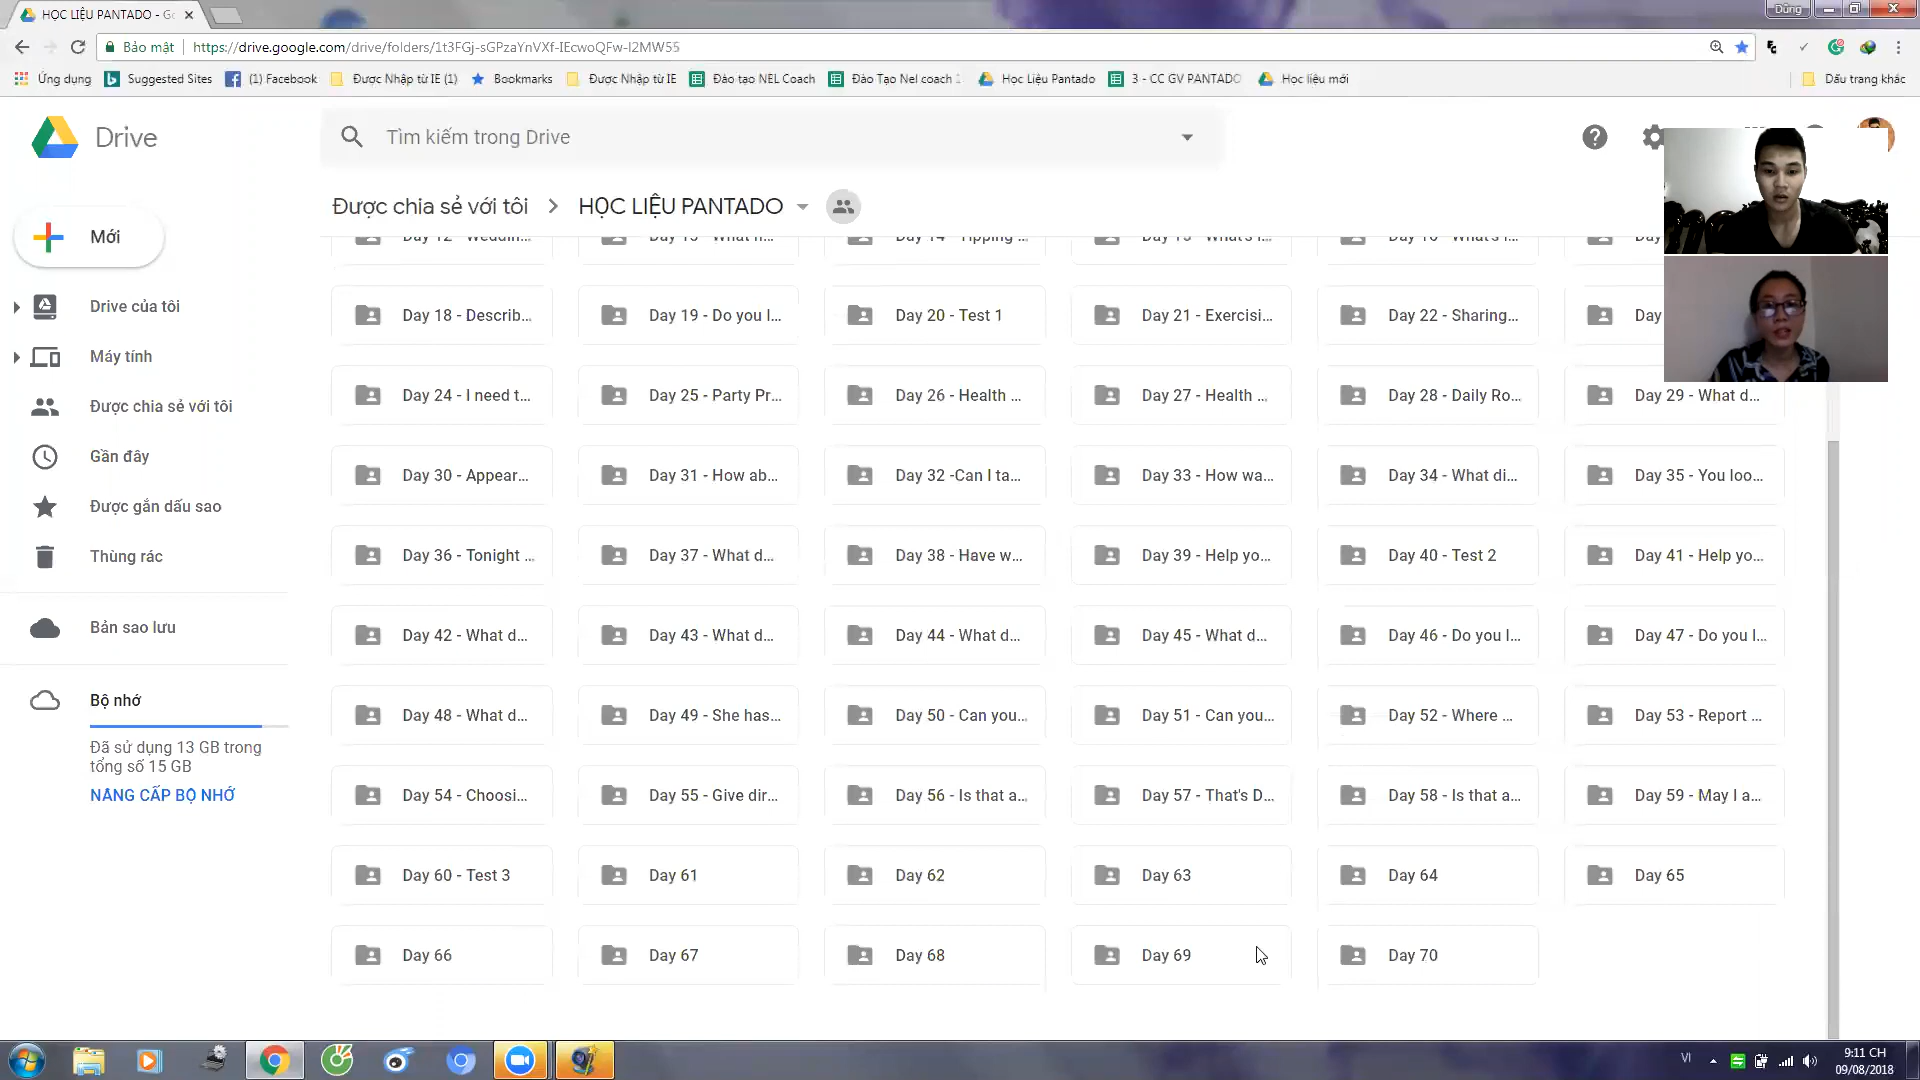 HỌC LIỆU PANTADO - Go
Dũng
Bảo mật
https://drive.google.com/drive/folders/1t3FGj-sGPzaYnVXf-IEcwoQFw-l2MW55
Ứng dụng Suggested Sites (1) Facebook Được Nhập từ IE (1) Bookmarks Được Nhập từ IE Đào tạo NEL Coach Đào Tạo Nel coach Học Liệu Pantado 3 - CC GV PANTADO Học liệu mới Dấu trang khác
Drive
Tìm kiếm trong Drive
Được chia sẻ với tôi > HỌC LIỆU PANTADO
Mới
Drive của tôi
Máy tính
Được chia sẻ với tôi
Gần đây
Được gắn dấu sao
Thùng rác
Bản sao lưu
Bộ nhớ
Đã sử dụng 13 GB trong
tổng số 15 GB
NÂNG CẤP BỘ NHỚ
Day 18 - Describ... Day 19 - Do you l... Day 20 - Test 1 Day 21 - Exercisi... Day 22 - Sharing... Day
Day 24 - I need t... Day 25 - Party Pr... Day 26 - Health ... Day 27 - Health ... Day 28 - Daily Ro... Day 29 - What d...
Day 30 - Appear... Day 31 - How ab... Day 32 -Can I ta... Day 33 - How wa... Day 34 - What di... Day 35 - You loo...
Day 36 - Tonight ... Day 37 - What d... Day 38 - Have w... Day 39 - Help yo... Day 40 - Test 2 Day 41 - Help yo...
Day 42 - What d... Day 43 - What d... Day 44 - What d... Day 45 - What d... Day 46 - Do you l... Day 47 - Do you l...
Day 48 - What d... Day 49 - She has... Day 50 - Can you... Day 51 - Can you... Day 52 - Where ... Day 53 - Report ...
Day 54 - Choosi... Day 55 - Give dir... Day 56 - Is that a... Day 57 - That's D... Day 58 - Is that a... Day 59 - May I a...
Day 60 - Test 3 Day 61 Day 62 Day 63 Day 64 Day 65
Day 66 Day 67 Day 68 Day 69 Day 70
VI
9:11 CH
09/08/2018